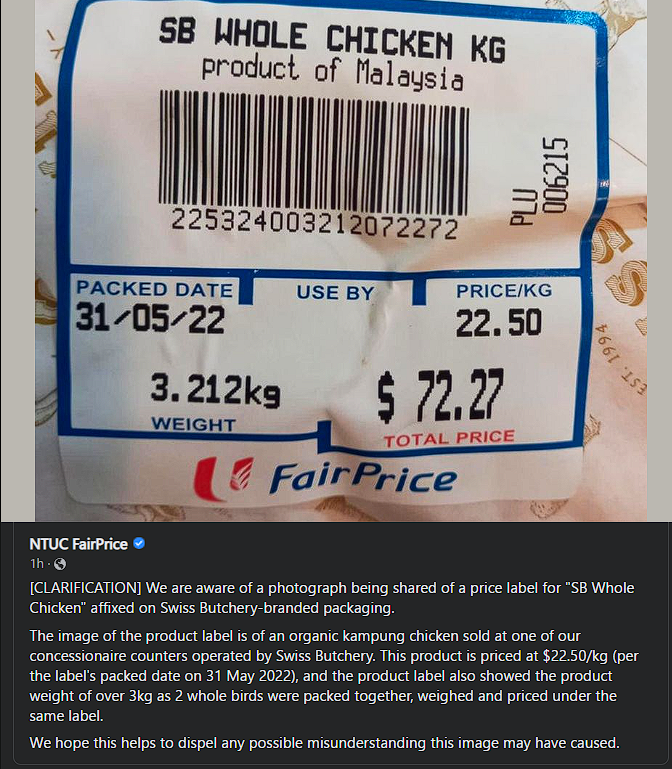 SB WHOLE CHICKEN KG
product of Malaysia
225324003212072272
PLU
006215
PACKED DATE
USE BY
PRICE/KG
31/05/22
22.50
3.212kg
$ 72.27
WEIGHT
TOTAL PRICE
FairPrice
EST. 1994
NTUC FairPrice
1h ·
[CLARIFICATION] We are aware of a photograph being shared of a price label for "SB Whole
Chicken" affixed on Swiss Butchery-branded packaging.
The image of the product label is of an organic kampung chicken sold at one of our
concessionaire counters operated by Swiss Butchery. This product is priced at $22.50/kg (per
the label's packed date on 31 May 2022), and the product label also showed the product
weight of over 3kg as 2 whole birds were packed together, weighed and priced under the
same label.
We hope this helps to dispel any possible misunderstanding this image may have caused.